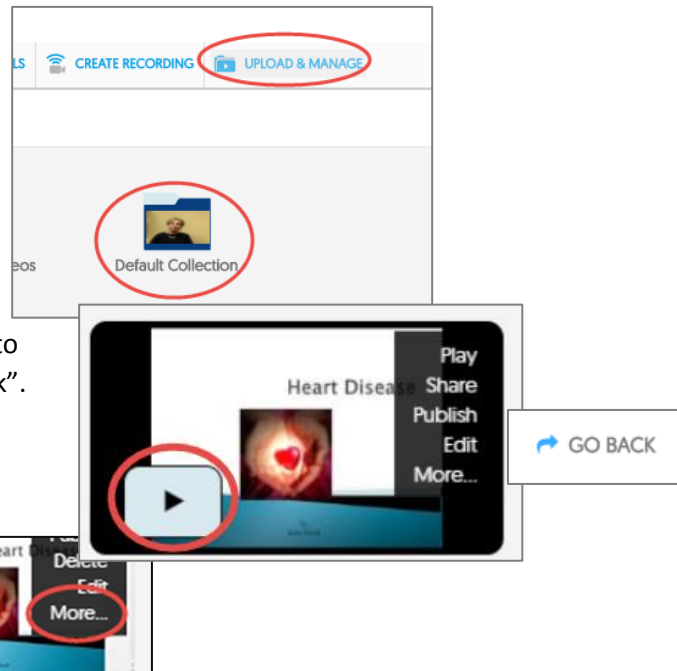 LS CREATE RECORDING UPLOAD & MANAGE
eos Default Collection
to
k”.
Play
Heart Disease Share
Publish
Edit
More...
GO BACK
eart
Delete
Edit
More...